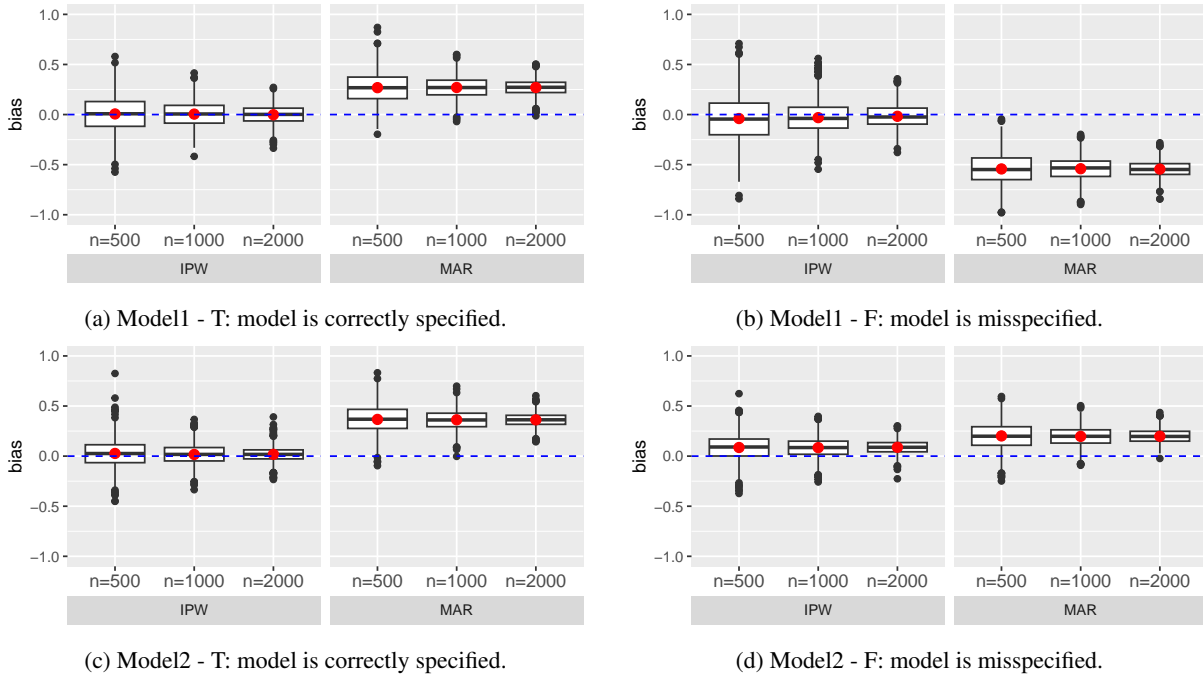 1.0
0.5
0.0
−0.5
−1.0
bias
n=500 n=1000 n=2000 n=500 n=1000 n=2000
IPW MAR
(a) Model1 - T: model is correctly specified.
1.0
0.5
0.0
−0.5
−1.0
bias
n=500 n=1000 n=2000 n=500 n=1000 n=2000
IPW MAR
(b) Model1 - F: model is misspecified.
1.0
0.5
0.0
−0.5
−1.0
bias
n=500 n=1000 n=2000 n=500 n=1000 n=2000
IPW MAR
(c) Model2 - T: model is correctly specified.
1.0
0.5
0.0
−0.5
−1.0
bias
n=500 n=1000 n=2000 n=500 n=1000 n=2000
IPW MAR
(d) Model2 - F: model is misspecified.